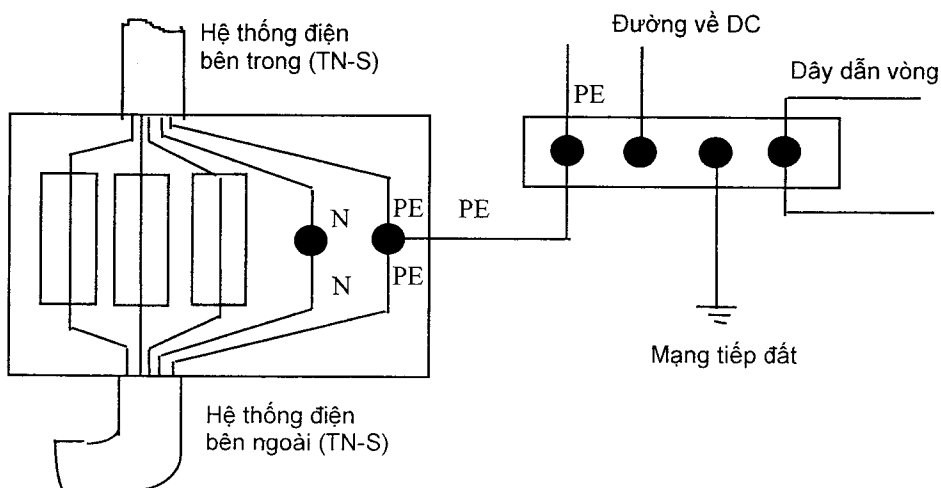 Hệ thống điện
bên trong (TN-S)
Đường về DC
Dây dẫn vòng
PE
N
PE
PE
N
PE
Mạng tiếp đất
Hệ thống điện
bên ngoài (TN-S)